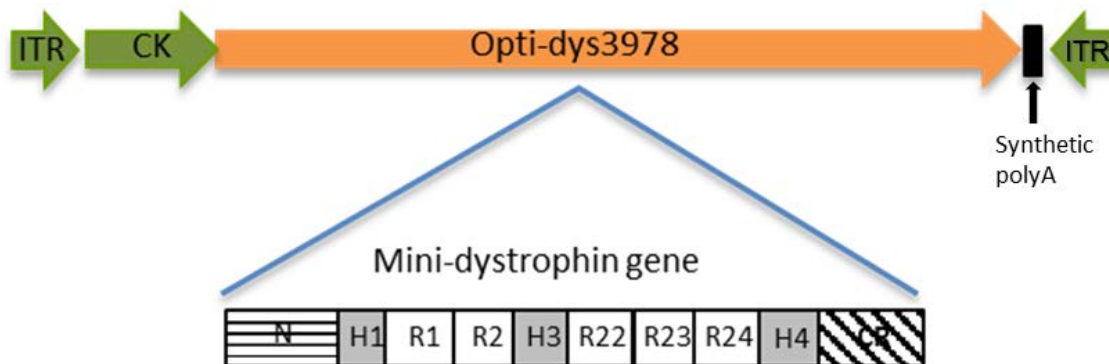 ITR CK Opti-dys3978 ITR
Synthetic
polyA
Mini-dystrophin gene
N H1 R1 R2 H3 R22 R23 R24 H4 CR